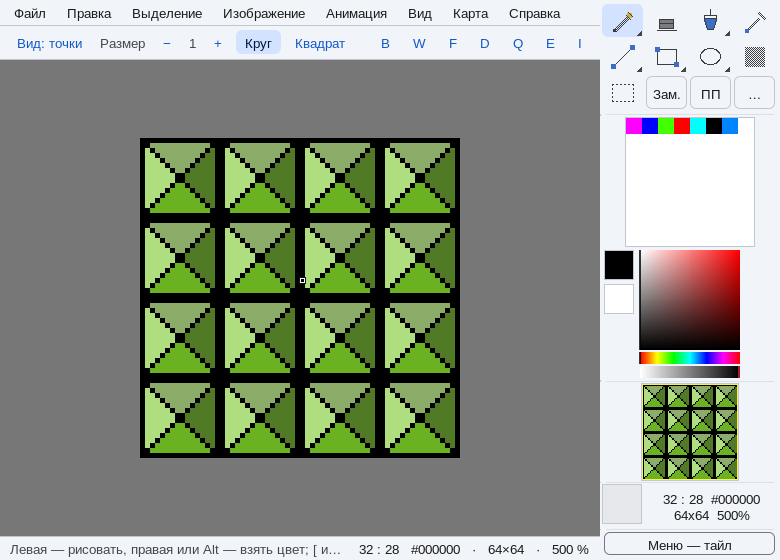 Файл Правка Выделение Изображение Анимация Вид Карта Справка
Вид: точки Размер − 1 + Круг Квадрат B W F D Q E I
Зам. ПП ...
32 : 28 #000000
64x64 500%
Левая — рисовать, правая или Alt — взять цвет; [ и… 32 : 28 #000000 · 64×64 · 500 %
Меню — тайл